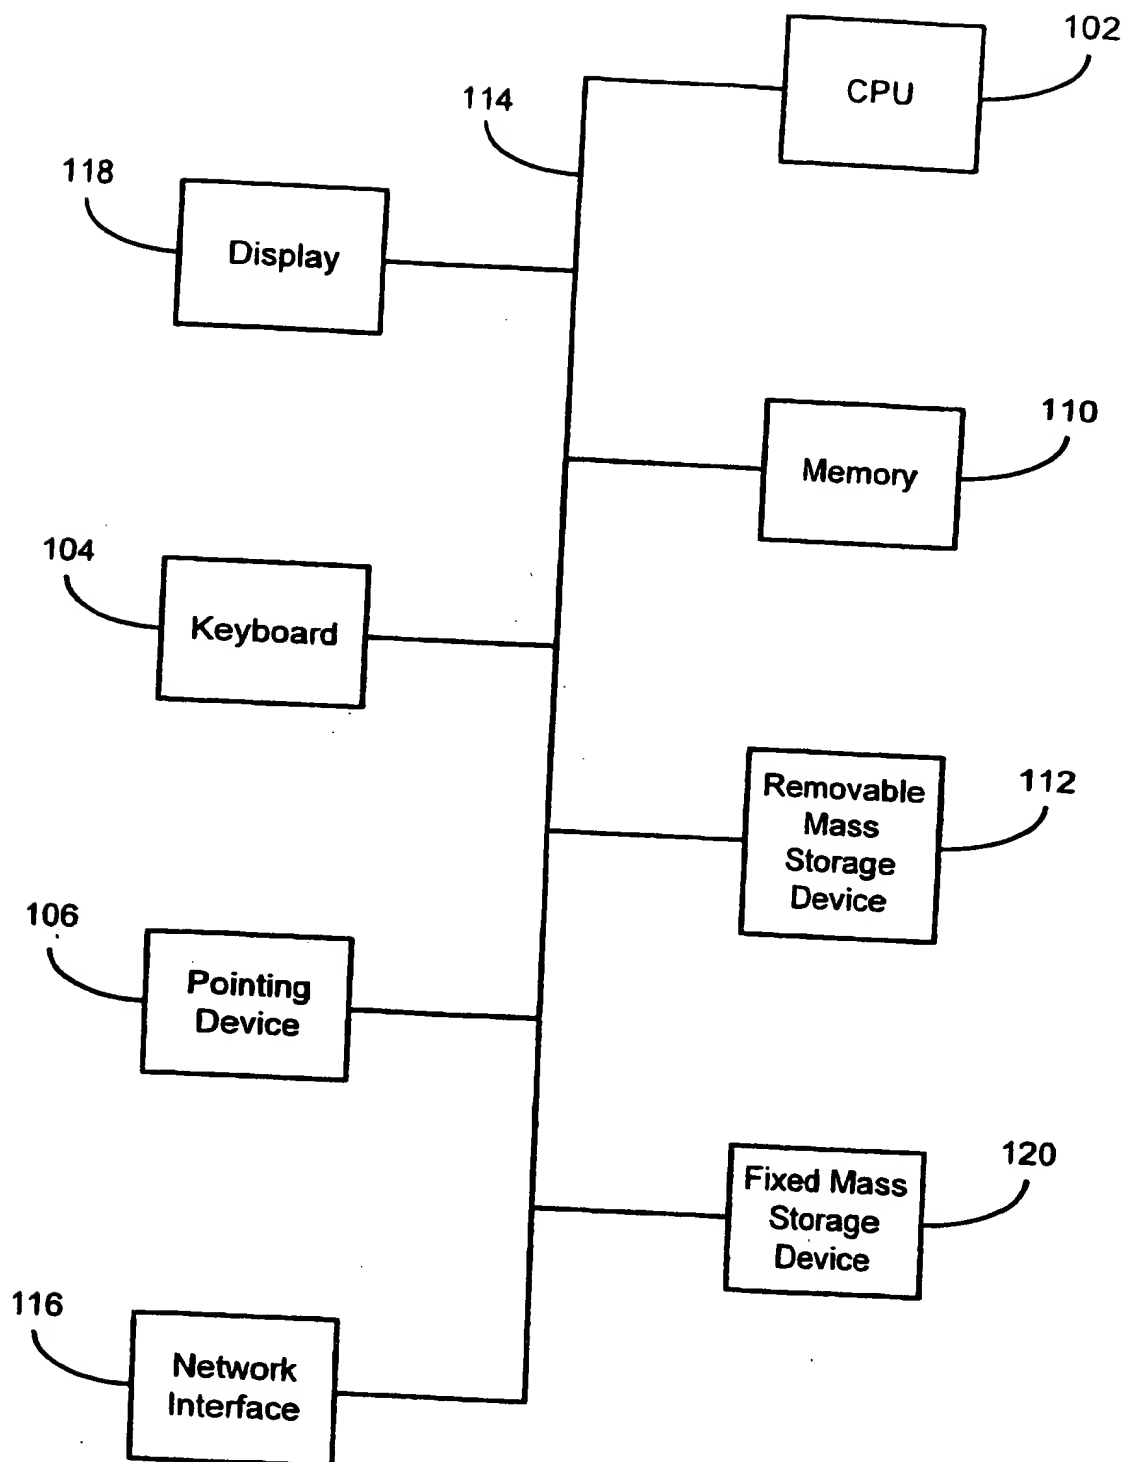 102
CPU
114
118
Display
110
Memory
104
Keyboard
112
Removable
Mass
Storage
Device
106
Pointing
Device
120
Fixed Mass
Storage
Device
116
Network
Interface